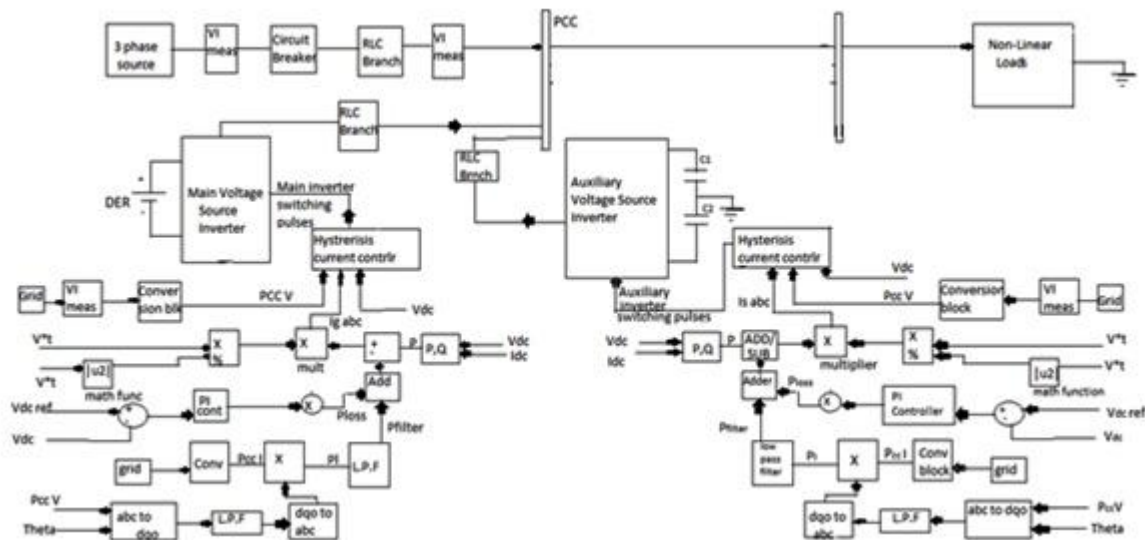 3 phase
source
VI
meas
Circuit
Breaker
RLC
Branch
VI
meas
PCC
Non-Linear
Loads
RLC
Branch
RLC
Brnch
DER
+
-
Main Voltage
Source
Inverter
Main inverter
switching
pulses
Auxilliary
Voltage Source
Inverter
C1
C2
Hystrerisis
current contrlr
Hysterisis
current contrlr
Grid
VI
meas
Conver
sion blk
PCC V
Ig abc
Vdc
Auxiliary
inverter
switching pulses
Is abc
Pcc V
Vdc
Conversion
block
VI
meas
Grid
V*t
V*t
|u2|
math func
X
%
X
mult
+
-
P
P,Q
Vdc
Idc
Vdc
Idc
P,Q
P
ADD/
SUB
X
multiplier
X
%
V*t
V*t
|u2|
math function
Vdc ref
Vdc
+
-
PI
cont
X
Ploss
Add
Pfilter
Adder
Ploss
X
PI
Controller
+
-
Vdc ref
Vdc
Pfilter
grid
Conv
Pcc I
X
Pl
L.P.F
low
pass
filter
Pl
X
Pcc I
Conv
block
grid
Pcc V
Theta
abc to
dqo
L.P.F
dqo to
abc
dqo to
abc
L.P.F
abc to dqo
PccV
Theta